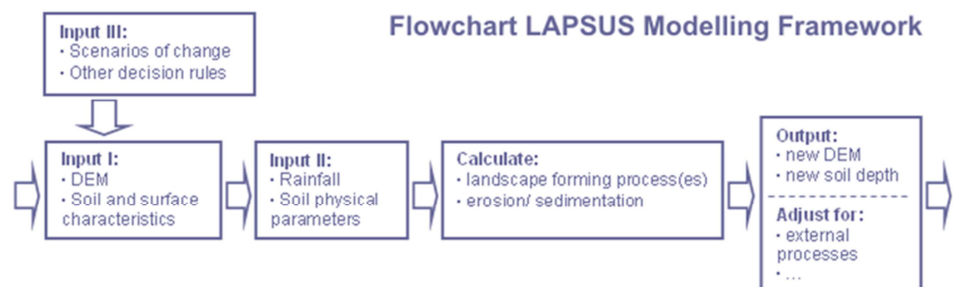 Flowchart LAPSUS Modelling Framework
Input III:
• Scenarios of change
• Other decision rules
Input I:
• DEM
• Soil and surface
characteristics
Input II:
• Rainfall
• Soil physical
parameters
Calculate:
• landscape forming process(es)
• erosion/ sedimentation
Output:
• new DEM
• new soil depth
Adjust for:
• external
processes
• ...